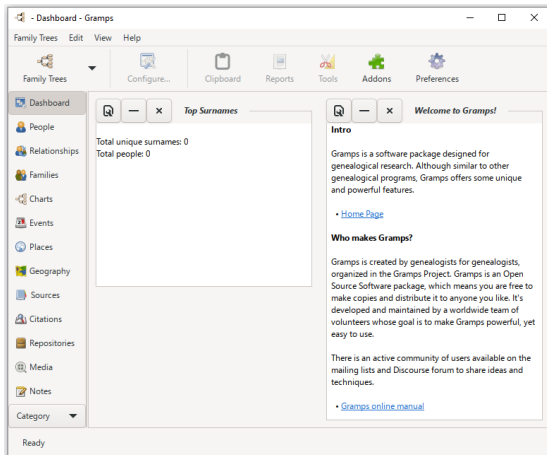 - Dashboard - Gramps
Family Trees Edit View Help
Family Trees Configure... Clipboard Reports Tools Addons Preferences
Dashboard
People
Relationships
Families
Charts
Events
Places
Geography
Sources
Citations
Repositories
Media
Notes
Category
Top Surnames
Total unique surnames: 0
Total people: 0
Welcome to Gramps!
Intro
Gramps is a software package designed for
genealogical research. Although similar to other
genealogical programs, Gramps offers some unique
and powerful features.
• Home Page
Who makes Gramps?
Gramps is created by genealogists for genealogists,
organized in the Gramps Project. Gramps is an Open
Source Software package, which means you are free to
make copies and distribute it to anyone you like. It's
developed and maintained by a worldwide team of
volunteers whose goal is to make Gramps powerful, yet
easy to use.
There is an active community of users available on the
mailing lists and Discourse forum to share ideas and
techniques.
• Gramps online manual
Ready